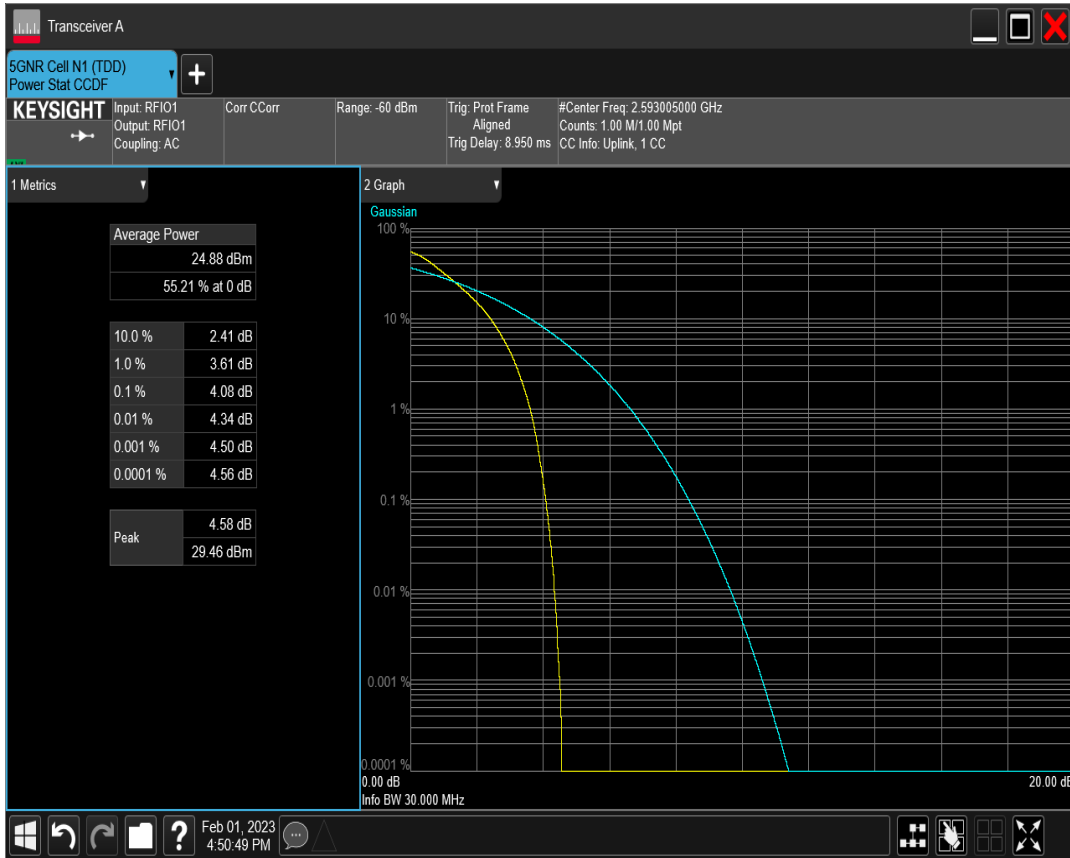 Transceiver A
5GNR Cell N1 (TDD)
Power Stat CCDF
+
KEYSIGHT
Input: RFIO1
Output: RFIO1
Coupling: AC
Corr CCorr
Range: -60 dBm
Trig: Prot Frame
Aligned
Trig Delay: 8.950 ms
#Center Freq: 2.593005000 GHz
Counts: 1.00 M/1.00 Mpt
CC Info: Uplink, 1 CC
1 Metrics
Average Power
24.88 dBm
55.21 % at 0 dB
10.0 % 2.41 dB
1.0 % 3.61 dB
0.1 % 4.08 dB
0.01 % 4.34 dB
0.001 % 4.50 dB
0.0001 % 4.56 dB
Peak 4.58 dB
29.46 dBm
2 Graph
Gaussian
100 %
10 %
1 %
0.1 %
0.01 %
0.001 %
0.0001 %
0.00 dB
20.00 dB
Info BW 30.000 MHz
?
Feb 01, 2023
4:50:49 PM